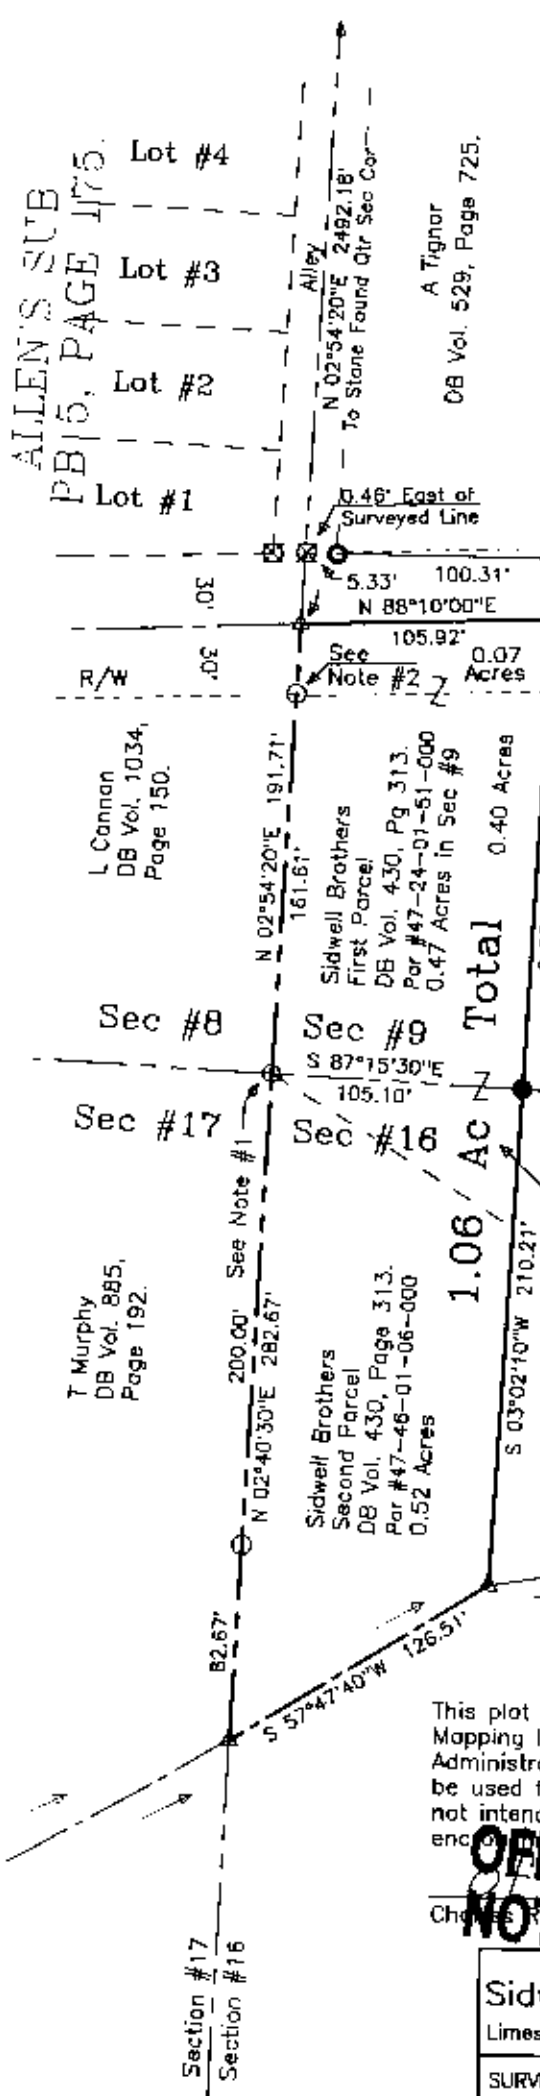 ALLEN'S SUB
PB 15, PAGE 175.
Lot #4
Lot #3
Lot #2
Lot #1
Alley
N 02°54'20"E 2492.18'
To Stone Found Qtr Sec Cor
A Tignor
DB Vol. 529, Page 725.
0.46' East of
Surveyed Line
5.33'
100.31'
N 88°10'00"E
105.92'
30'
30'
R/W
See
Note #2
Z
0.07
Acres
L Cannan
DB Vol. 1034,
Page 150.
N 02°54'20"E 191.71'
161.61'
Sidwell Brothers
First Parcel
DB Vol. 430, Pg 313.
Par #47-24-01-51-000
0.47 Acres in Sec #9
0.40 Acres
1.06 Ac Total
Sec #8
Sec #9
S 87°15'30"E
105.10'
Z
Sec #17
Sec #16
See Note #1
T Murphy
DB Vol. 885,
Page 192.
200.00'
N 02°40'30"E 282.67'
Sidwell Brothers
Second Parcel
DB Vol. 430, Page 313.
Par #47-46-01-06-000
0.52 Acres
S 03°02'10"W 210.21'
82.67'
S 57°47'40"W 126.51'
This plot
Mapping
Administra
be used
not inten
Section #17
Section #16
Sidw
Limes
SURV